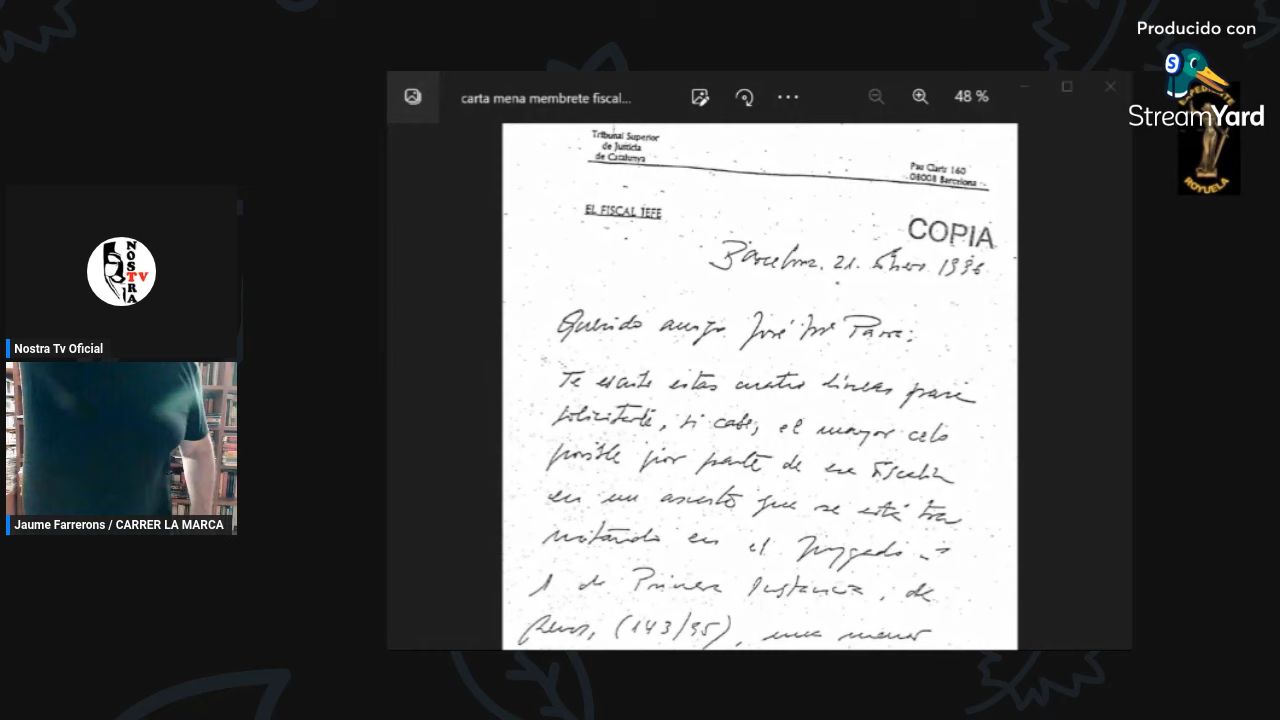 Producido con
StreamYard
EXPEDIENTE
ROYUELA
carta mena membrete fiscal...
48 %
Tribunal Superior
de Justicia
de Catalunya
Pau Claris 160
08008 Barcelona
EL FISCAL JEFE
COPIA
Barcelona, 21. Enero 1996
Querido amigo José Mª Parra:
Te escribo estas cuatro líneas para
solicitarte, si cabe, el mayor celo
posible por parte de esa Fiscalía
en un asunto que se está tra
mitando en el Juzgado nº
1 de Primera Instancia, de
Reus, (143/95), una menor
NOSTRA
TV
Nostra Tv Oficial
Jaume Farrerons / CARRER LA MARCA